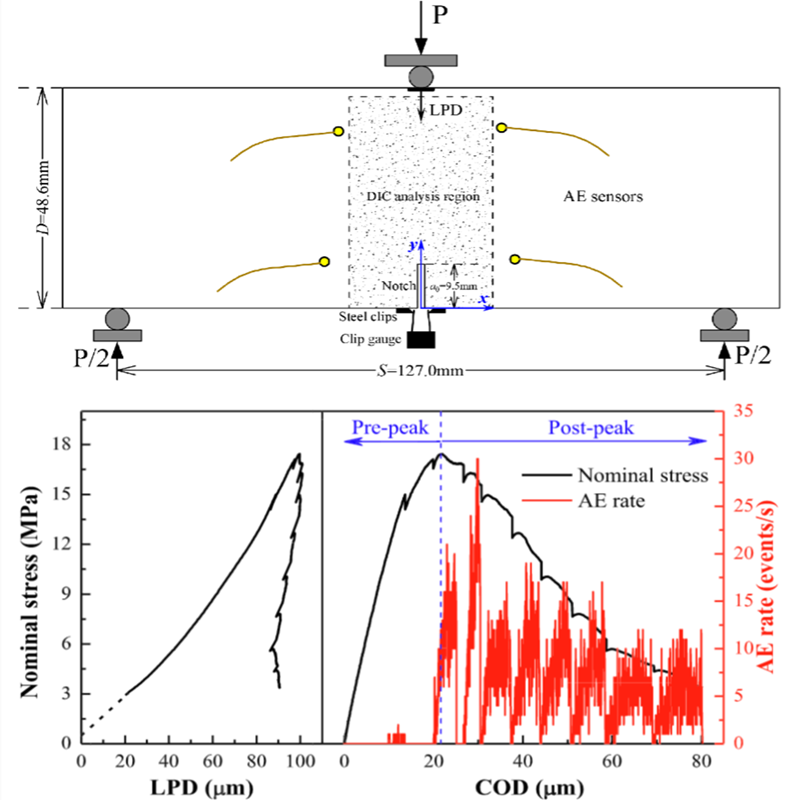 P
LPD
D=48.6mm
DIC analysis region
AE sensors
y
Notch
a₀=9.5mm
x
Steel clips
Clip gauge
P/2
P/2
S=127.0mm
Pre-peak
Post-peak
Nominal stress
AE rate
Nominal stress (MPa)
18
15
12
9
6
3
0
AE rate (events/s)
35
30
25
20
15
10
5
0
0 20 40 60 80 100
0 20 40 60 80
LPD (μm)
COD (μm)